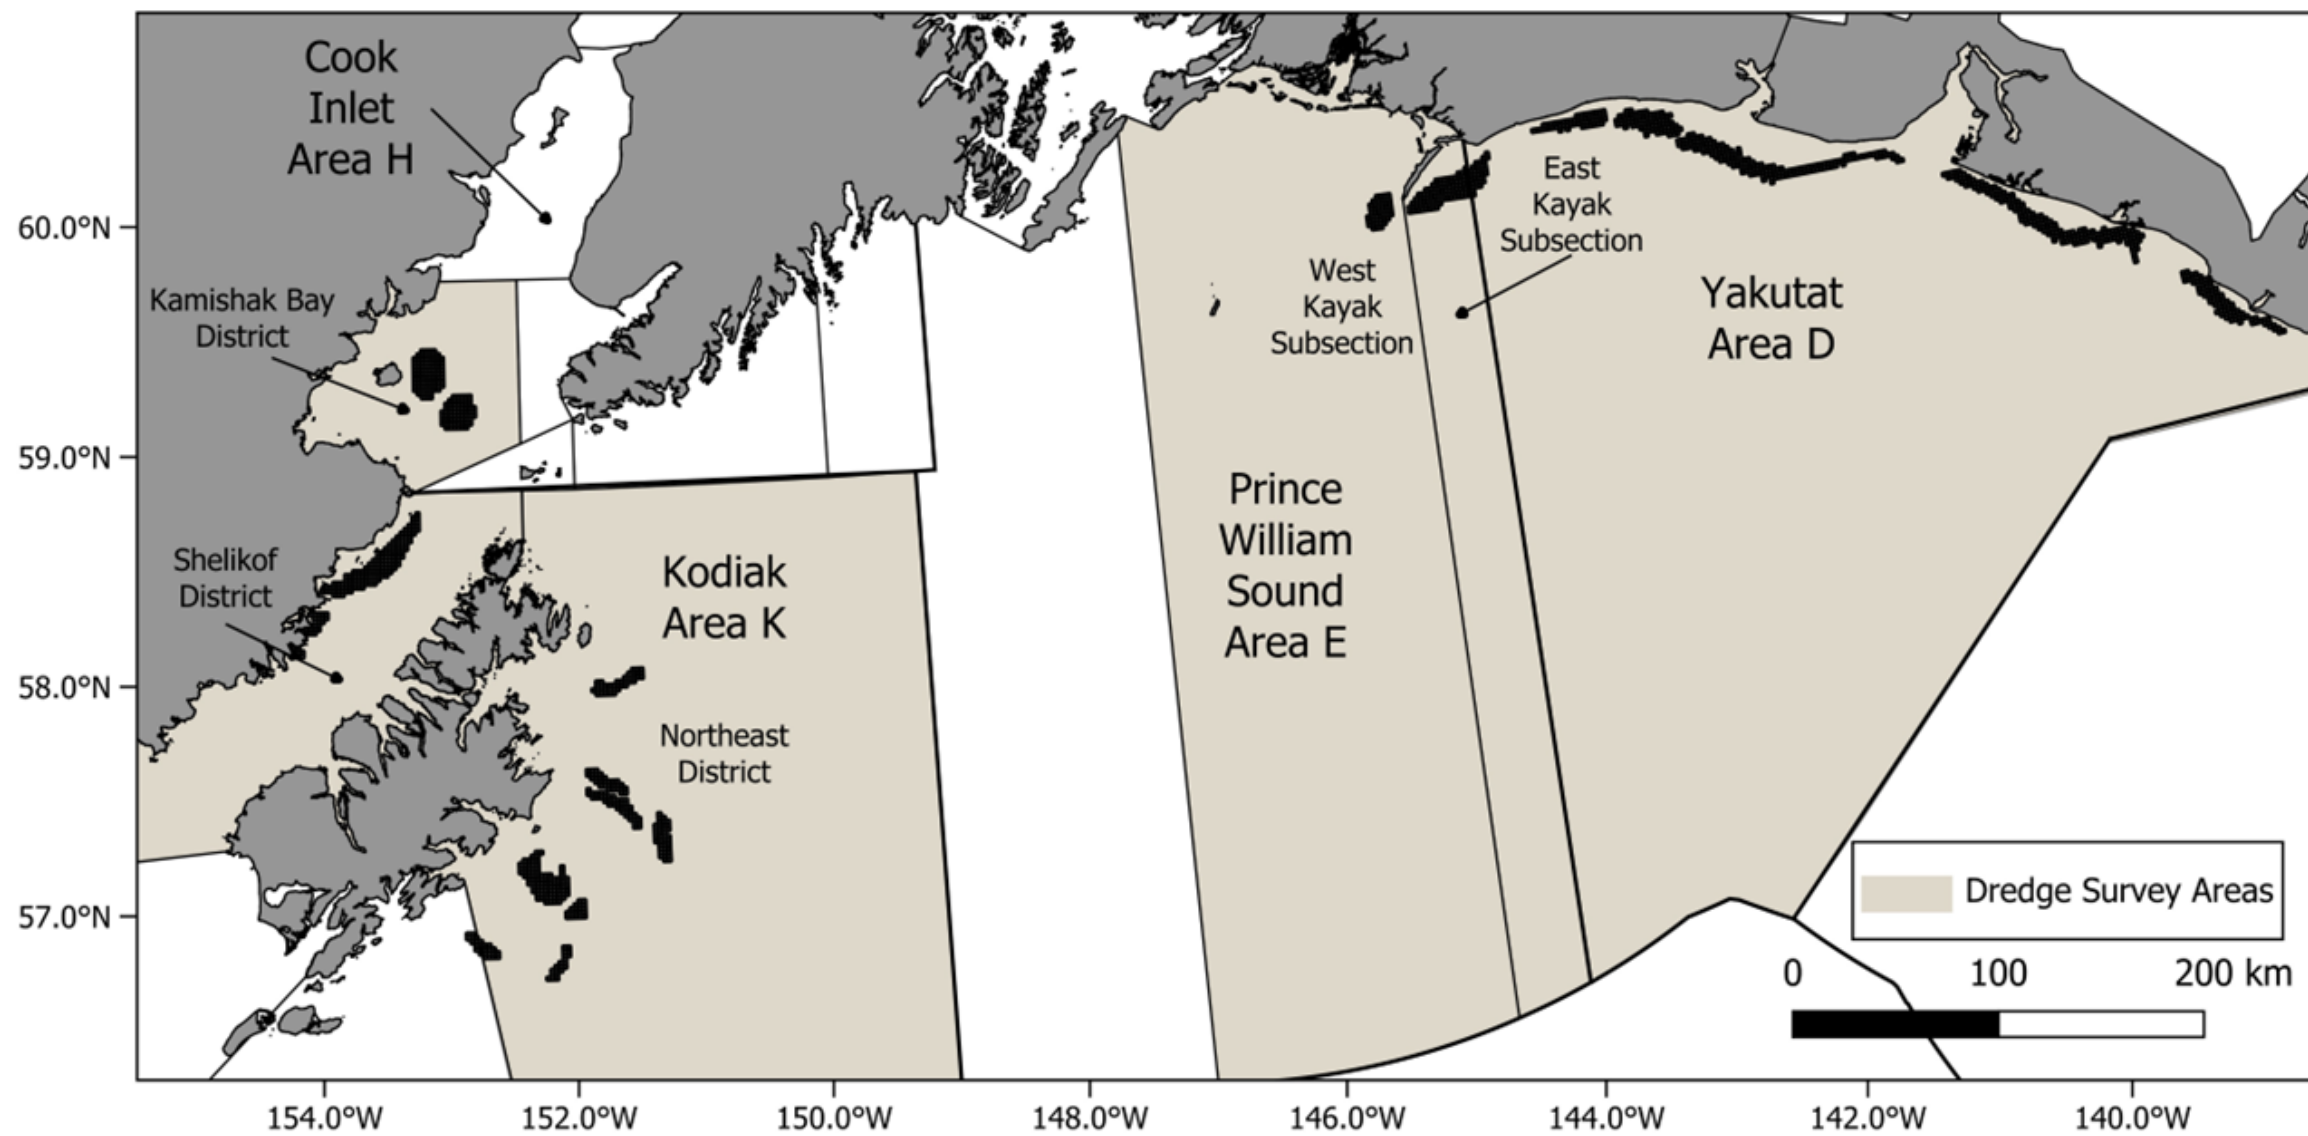 Cook
Inlet
Area H
60.0°N
Kamishak Bay
District
59.0°N
Shelikof
District
58.0°N
57.0°N
Kodiak
Area K
Northeast
District
East
Kayak
Subsection
West
Kayak
Subsection
Yakutat
Area D
Prince
William
Sound
Area E
Dredge Survey Areas
0 100 200 km
154.0°W 152.0°W 150.0°W 148.0°W 146.0°W 144.0°W 142.0°W 140.0°W